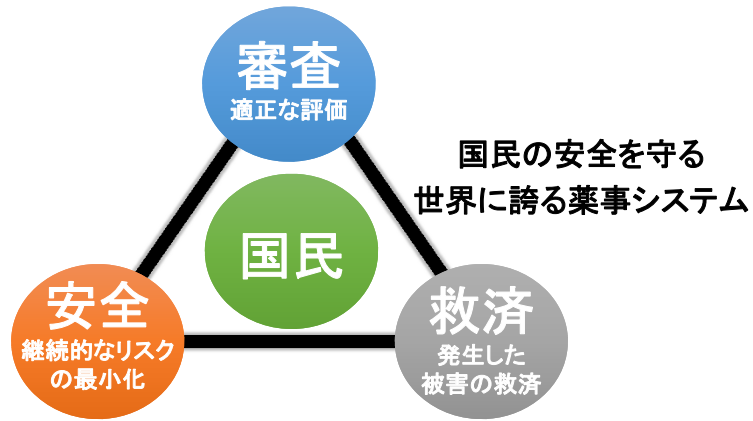 審査
適正な評価
国民の安全を守る
世界に誇る薬事システム
国民
安全
継続的なリスク
の最小化
救済
発生した
被害の救済